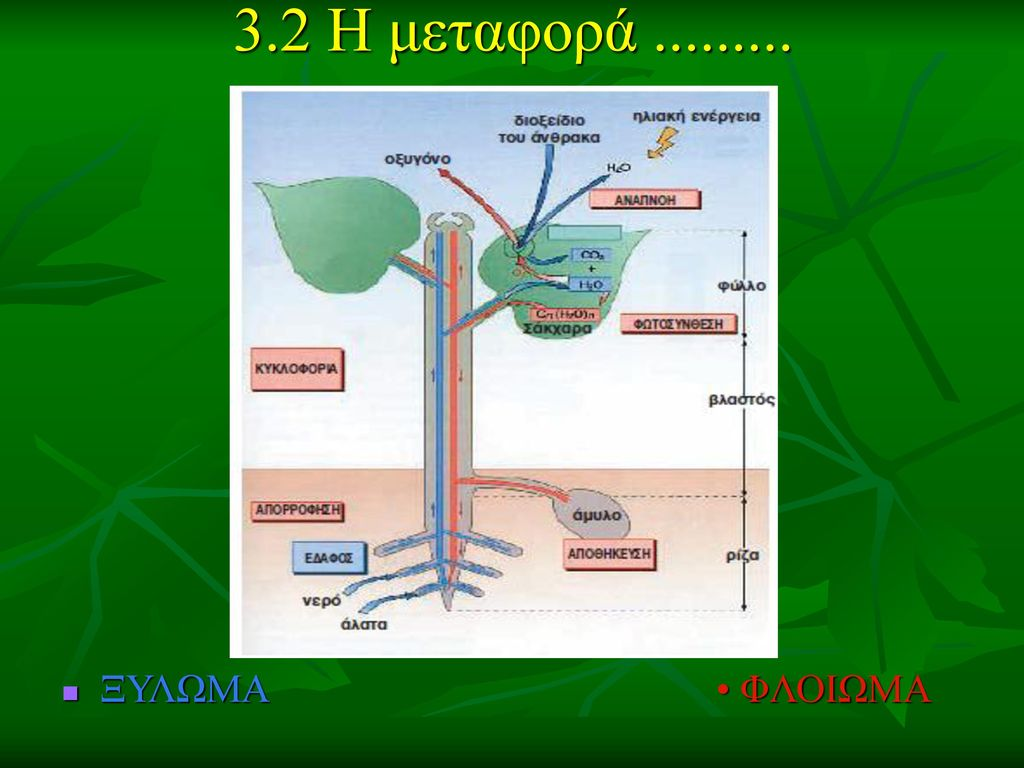 3.2 Η μεταφορά .........
διοξείδιο
του άνθρακα
ηλιακή ενέργεια
οξυγόνο
H₂O
ΑΝΑΠΝΟΗ
CO₂
+
H₂O
φύλλο
Cₙ(H₂O)ₙ
Σάκχαρα
ΦΩΤΟΣΥΝΘΕΣΗ
ΚΥΚΛΟΦΟΡΙΑ
βλαστός
ΑΠΟΡΡΟΦΗΣΗ
άμυλο
ΕΔΑΦΟΣ
ΑΠΟΘΗΚΕΥΣΗ
ρίζα
νερό
άλατα
ΞΥΛΩΜΑ
• ΦΛΟΙΩΜΑ